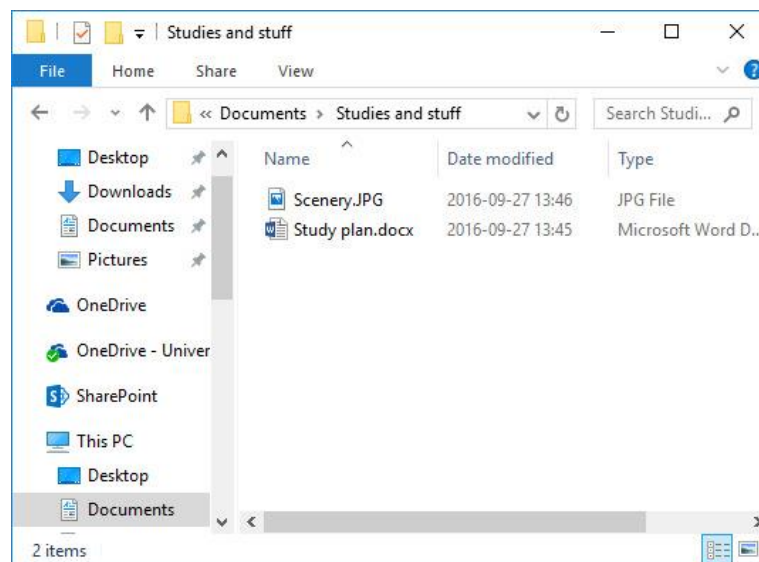 Studies and stuff
File Home Share View
« Documents > Studies and stuff Search Studi...
Desktop
Downloads
Documents
Pictures
OneDrive
OneDrive - Univer
SharePoint
This PC
Desktop
Documents
Name Date modified Type
Scenery.JPG 2016-09-27 13:46 JPG File
Study plan.docx 2016-09-27 13:45 Microsoft Word D...
2 items